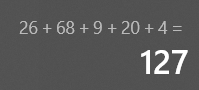 26 + 68 + 9 + 20 + 4 =
127